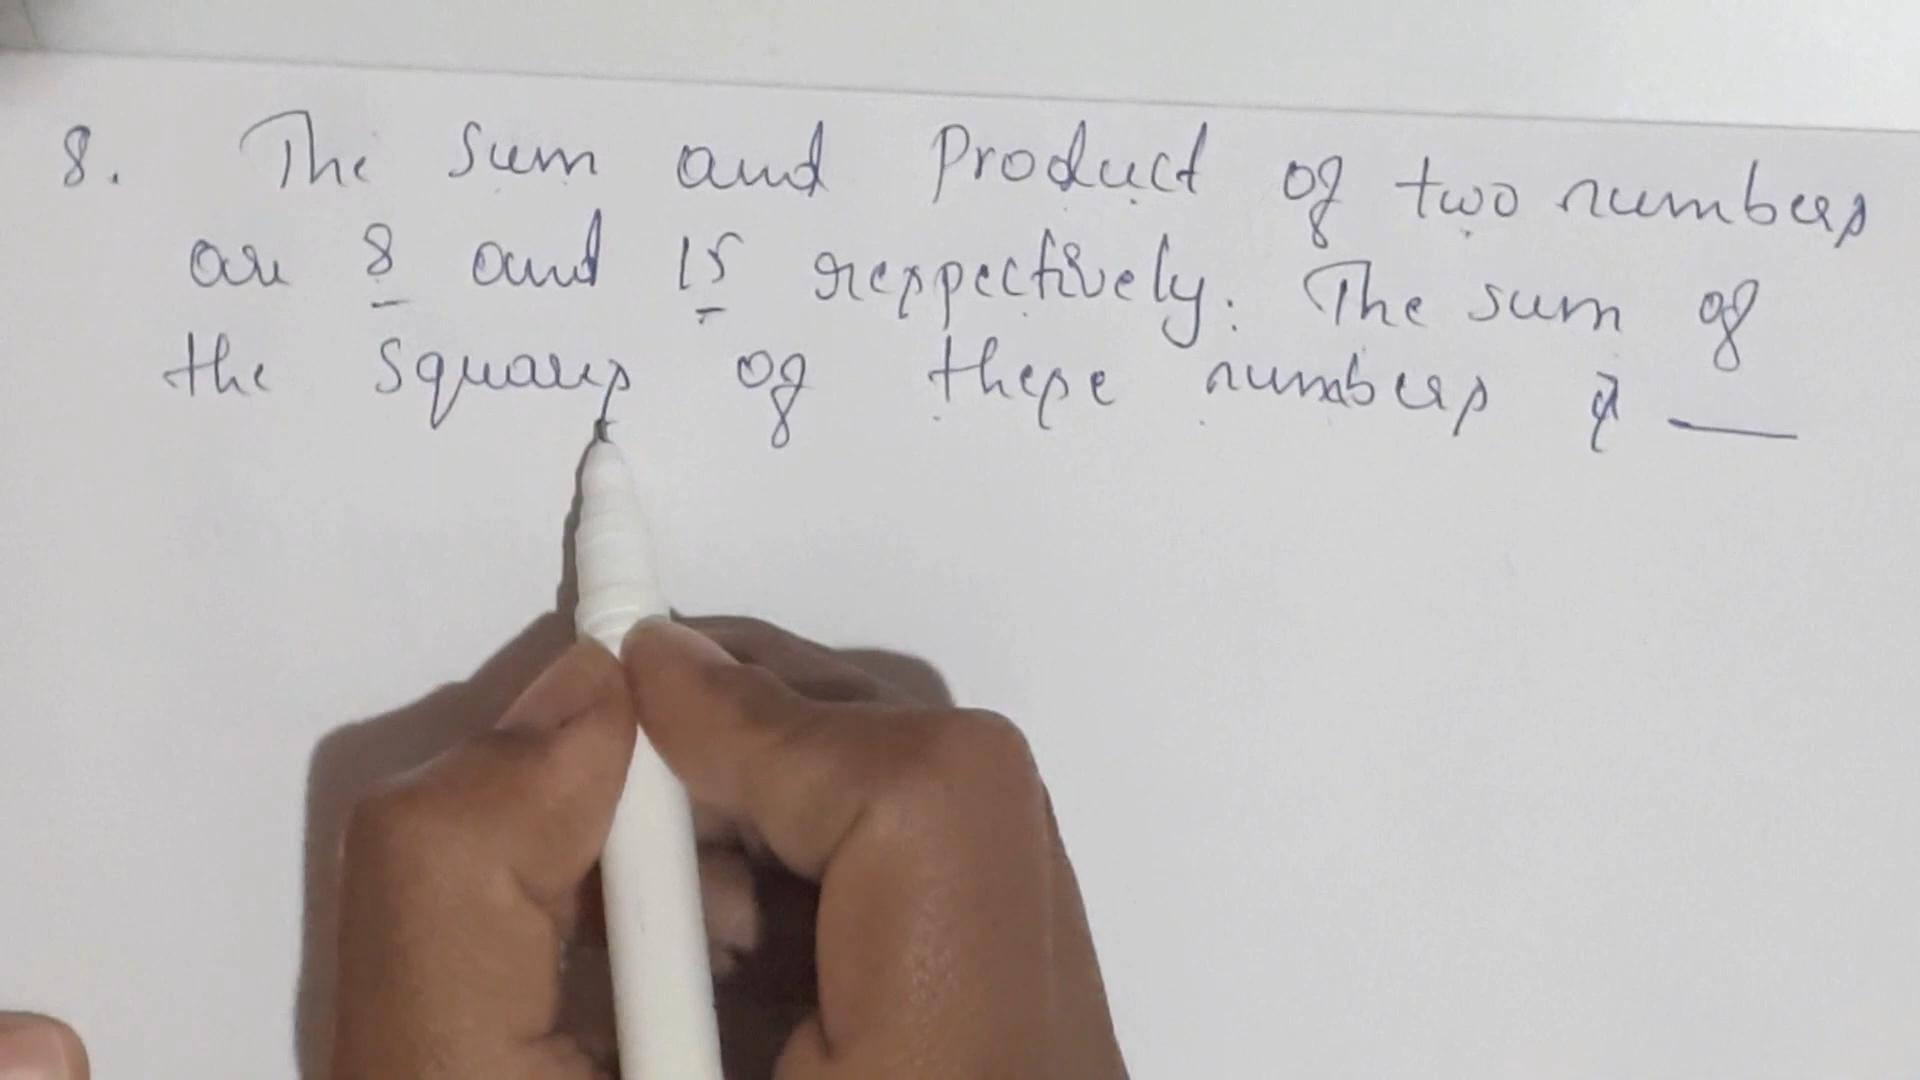 8. The sum and product of two numbers
are 8 and 15 respectively. The sum of
the squares of these numbers is __